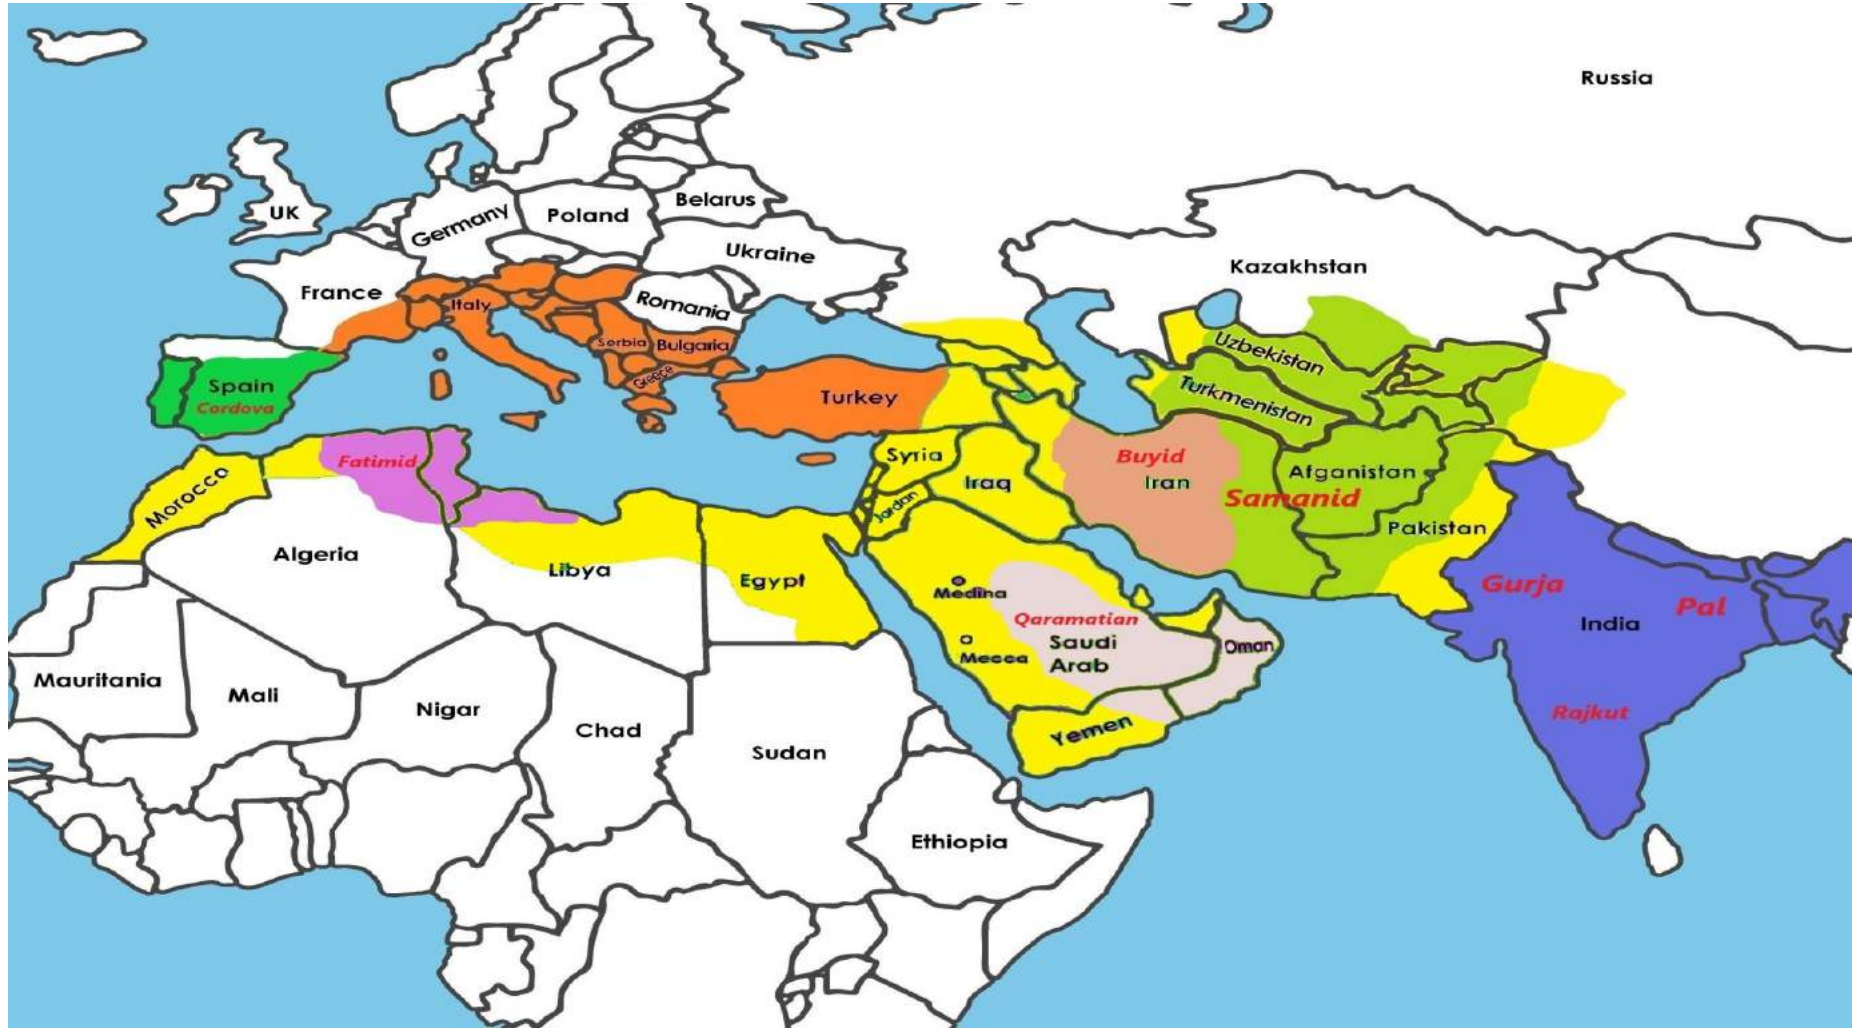 Russia
Belarus
UK
Germany
Poland
Ukraine
Kazakhstan
France
Italy
Romania
Serbia
Bulgaria
Uzbekistan
Greece
Spain
Cordova
Turkey
Turkmenistan
Fatimid
Syria
Buyid
Iran
Afganistan
Morocco
Iraq
Samanid
Jordan
Pakistan
Algeria
Libya
Egypt
Medina
Gurja
Pal
Qaramatian
India
Saudi
Arab
Oman
Mecca
Mauritania
Mali
Nigar
Rajkut
Chad
Sudan
Yemen
Ethiopia